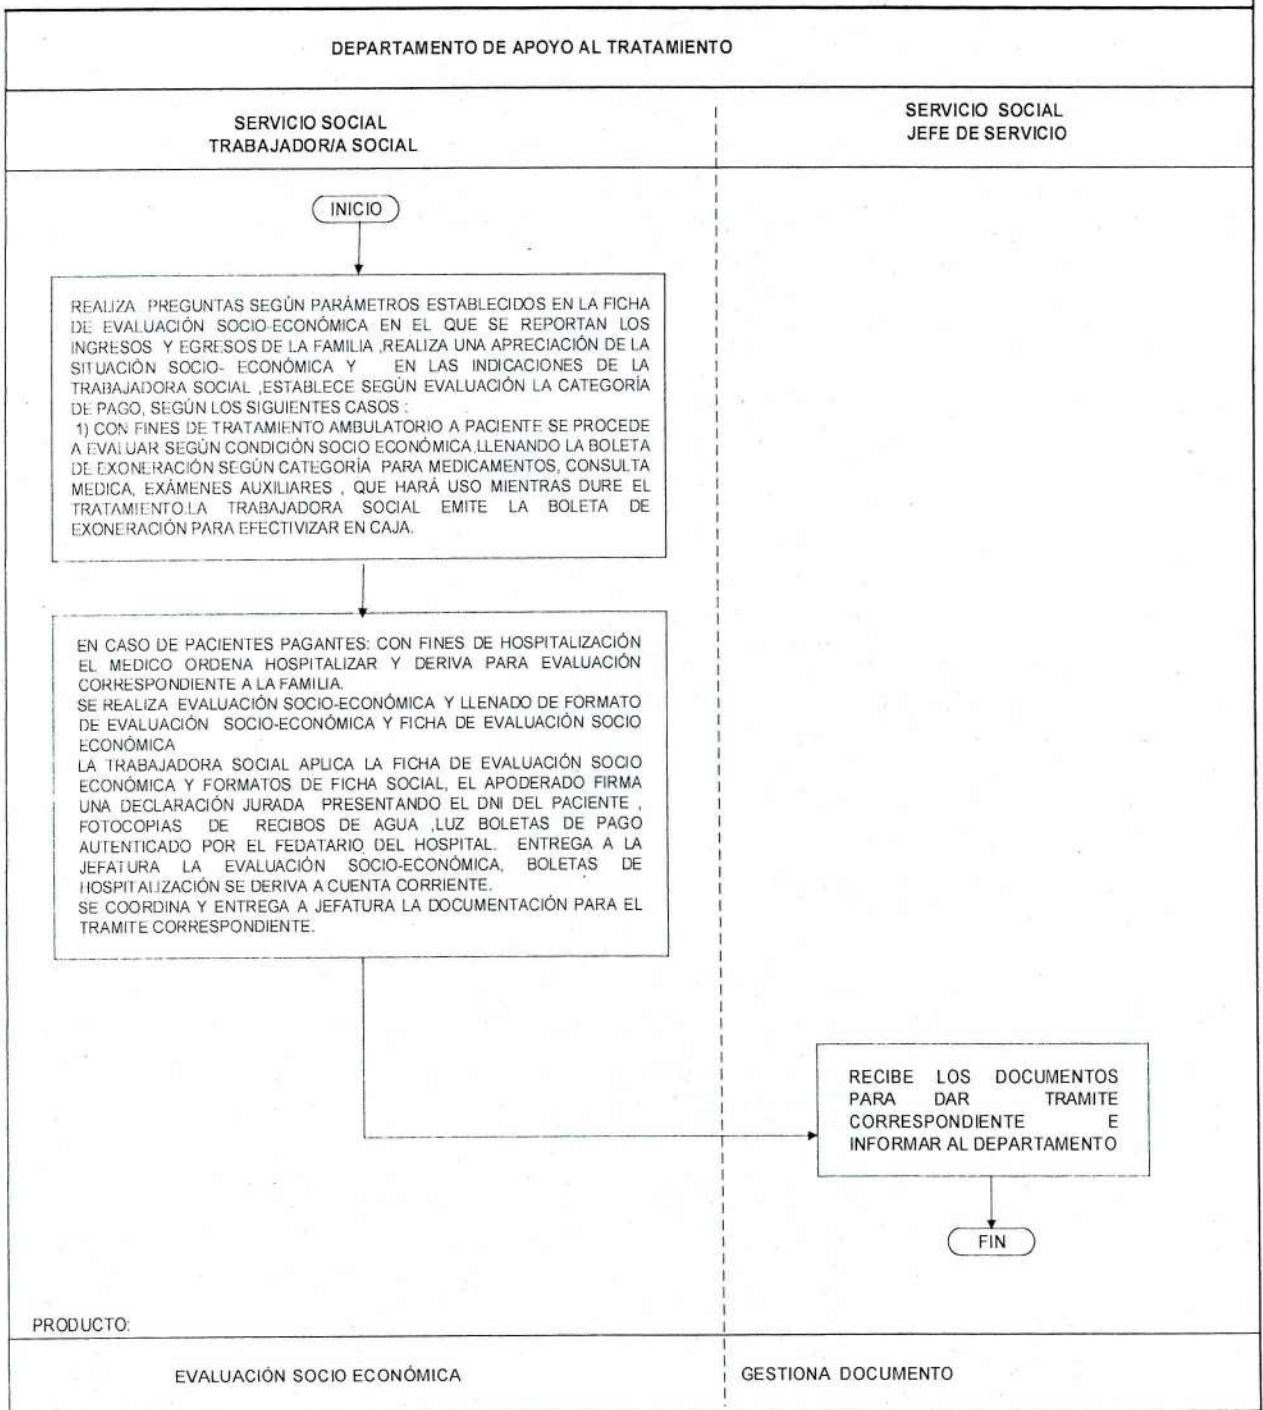 DEPARTAMENTO DE APOYO AL TRATAMIENTO
SERVICIO SOCIAL
TRABAJADOR/A SOCIAL
SERVICIO SOCIAL
JEFE DE SERVICIO
INICIO
REALIZA PREGUNTAS SEGÚN PARÁMETROS ESTABLECIDOS EN LA FICHA
DE EVALUACIÓN SOCIO-ECONÓMICA EN EL QUE SE REPORTAN LOS
INGRESOS Y EGRESOS DE LA FAMILIA ,REALIZA UNA APRECIACIÓN DE LA
SITUACIÓN SOCIO- ECONÓMICA Y EN LAS INDICACIONES DE LA
TRABAJADORA SOCIAL ,ESTABLECE SEGÚN EVALUACIÓN LA CATEGORÍA
DE PAGO, SEGÚN LOS SIGUIENTES CASOS :
1) CON FINES DE TRATAMIENTO AMBULATORIO A PACIENTE SE PROCEDE
A EVALUAR SEGÚN CONDICIÓN SOCIO ECONÓMICA,LLENANDO LA BOLETA
DE EXONERACIÓN SEGÚN CATEGORÍA PARA MEDICAMENTOS, CONSULTA
MEDICA, EXÁMENES AUXILIARES , QUE HARÁ USO MIENTRAS DURE EL
TRATAMIENTO.LA TRABAJADORA SOCIAL EMITE LA BOLETA DE
EXONERACIÓN PARA EFECTIVIZAR EN CAJA.
EN CASO DE PACIENTES PAGANTES: CON FINES DE HOSPITALIZACIÓN
EL MEDICO ORDENA HOSPITALIZAR Y DERIVA PARA EVALUACIÓN
CORRESPONDIENTE A LA FAMILIA.
SE REALIZA EVALUACIÓN SOCIO-ECONÓMICA Y LLENADO DE FORMATO
DE EVALUACIÓN SOCIO-ECONÓMICA Y FICHA DE EVALUACIÓN SOCIO
ECONÓMICA
LA TRABAJADORA SOCIAL APLICA LA FICHA DE EVALUACIÓN SOCIO
ECONÓMICA Y FORMATOS DE FICHA SOCIAL, EL APODERADO FIRMA
UNA DECLARACIÓN JURADA PRESENTANDO EL DNI DEL PACIENTE ,
FOTOCOPIAS DE RECIBOS DE AGUA ,LUZ BOLETAS DE PAGO
AUTENTICADO POR EL FEDATARIO DEL HOSPITAL. ENTREGA A LA
JEFATURA LA EVALUACIÓN SOCIO-ECONÓMICA, BOLETAS DE
HOSPITALIZACIÓN SE DERIVA A CUENTA CORRIENTE.
SE COORDINA Y ENTREGA A JEFATURA LA DOCUMENTACIÓN PARA EL
TRAMITE CORRESPONDIENTE.
RECIBE LOS DOCUMENTOS
PARA DAR TRAMITE
CORRESPONDIENTE E
INFORMAR AL DEPARTAMENTO
FIN
PRODUCTO:
EVALUACIÓN SOCIO ECONÓMICA
GESTIONA DOCUMENTO